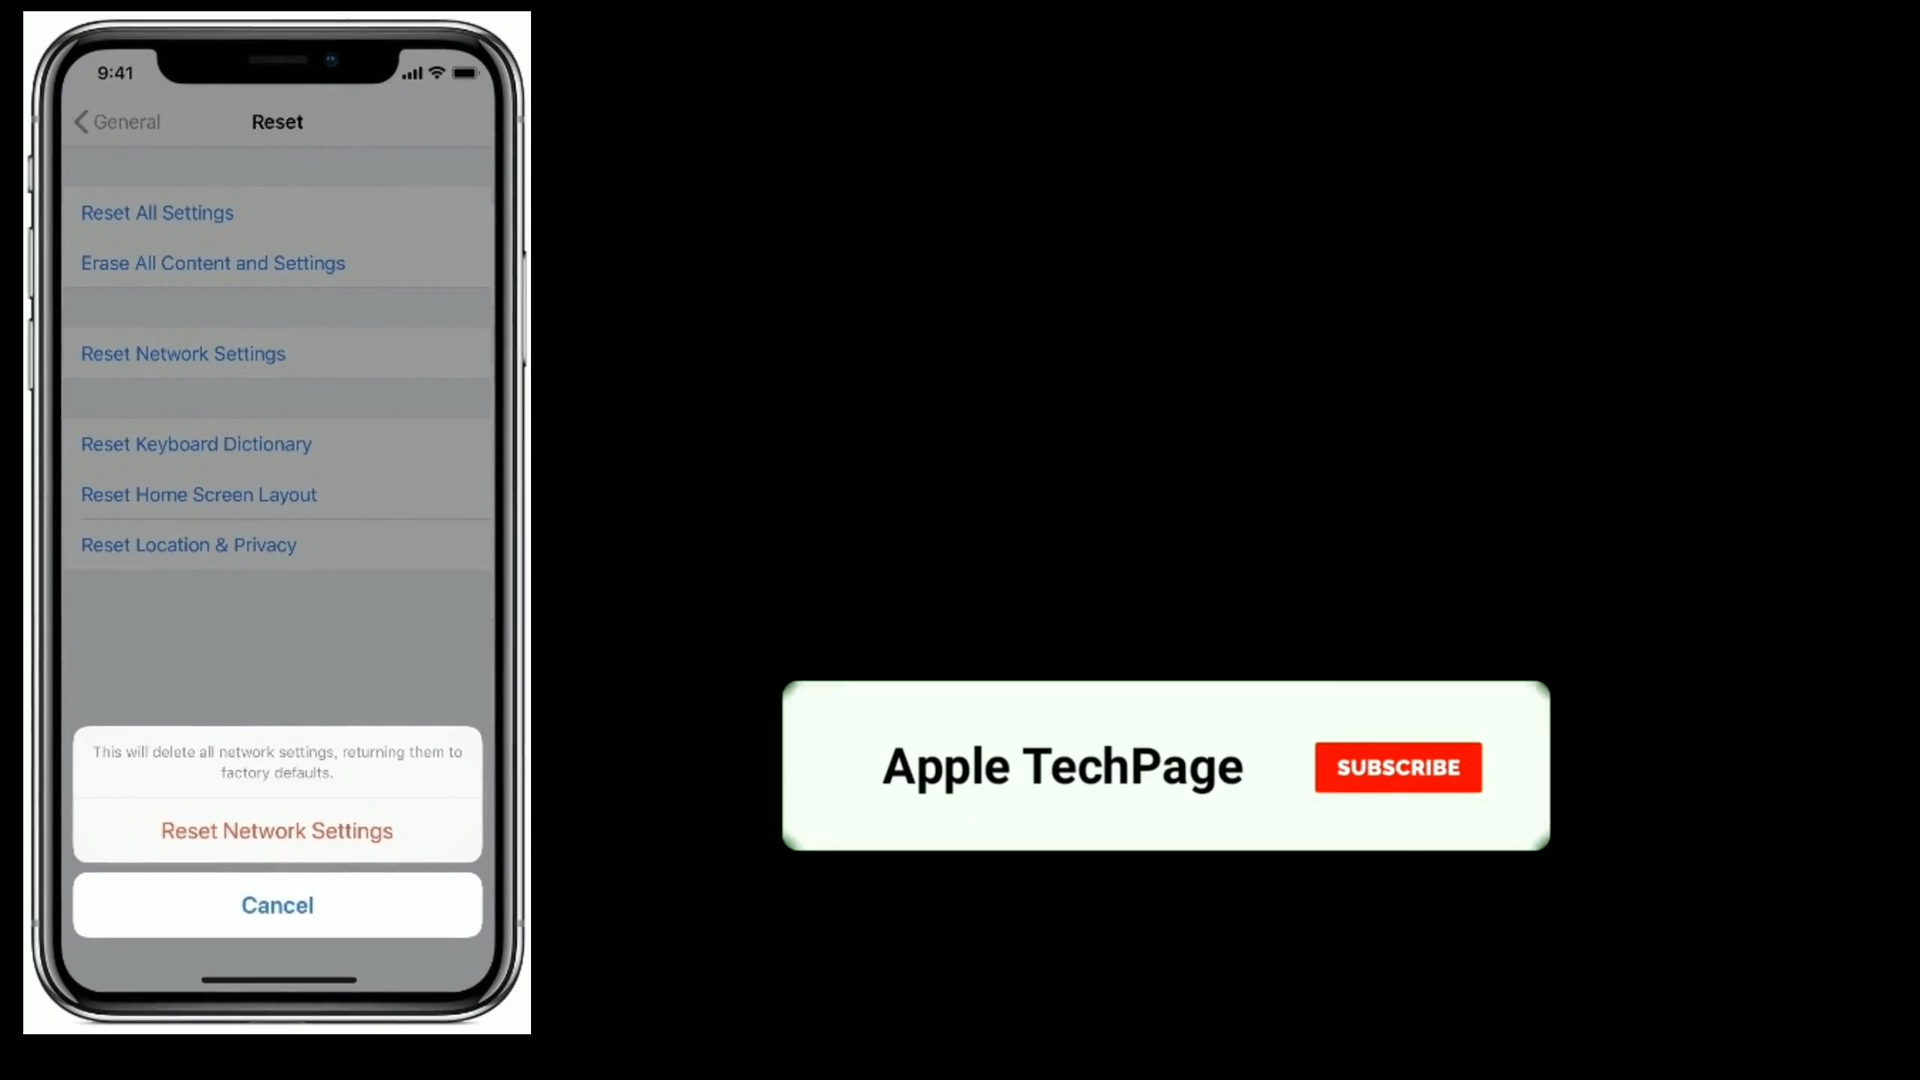 9:41
General
Reset
Reset All Settings
Erase All Content and Settings
Reset Network Settings
Reset Keyboard Dictionary
Reset Home Screen Layout
Reset Location & Privacy
This will delete all network settings, returning them to
factory defaults.
Reset Network Settings
Cancel
Apple TechPage
SUBSCRIBE